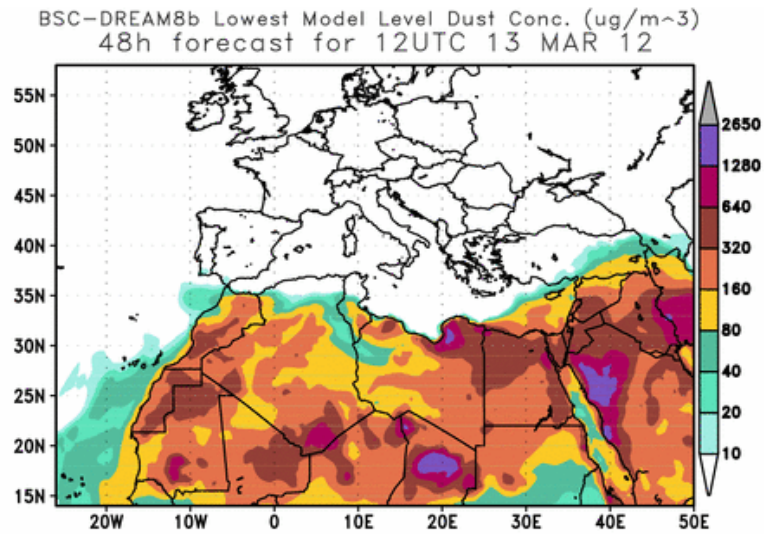 BSC-DREAM8b Lowest Model Level Dust Conc. (ug/m^3)
48h forecast for 12UTC 13 MAR 12
55N
50N
45N
40N
35N
30N
25N
20N
15N
20W
10W
0
10E
20E
30E
40E
50E
2650
1280
640
320
160
80
40
20
10